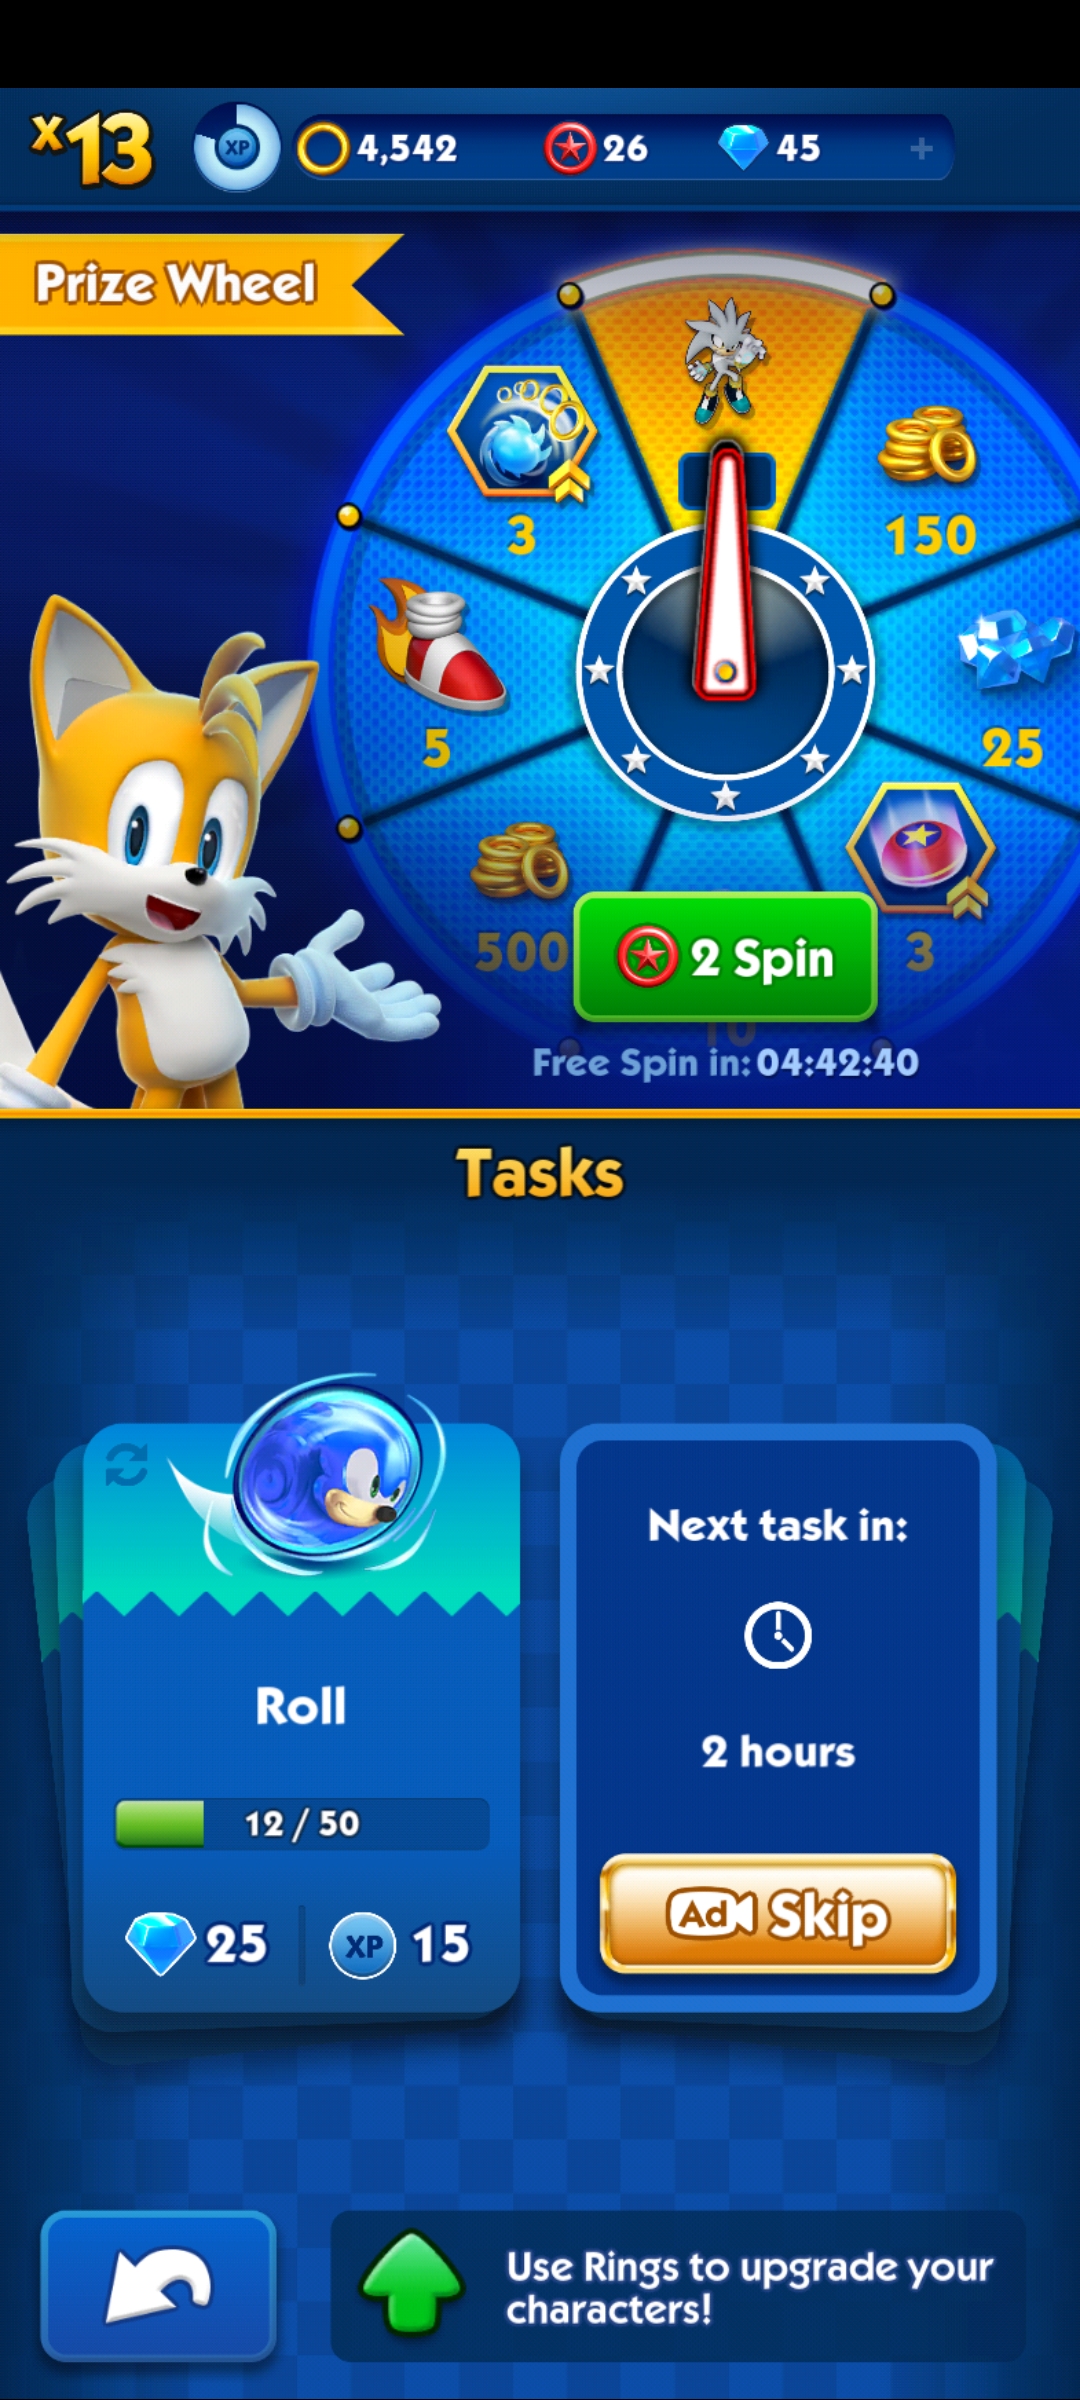 x13
XP
4,542
26
45
+
Prize Wheel
3
150
5
25
500
3
2 Spin
10
Free Spin in: 04:42:40
Tasks
Roll
12 / 50
25
XP 15
Next task in:
2 hours
Ad Skip
Use Rings to upgrade your
characters!